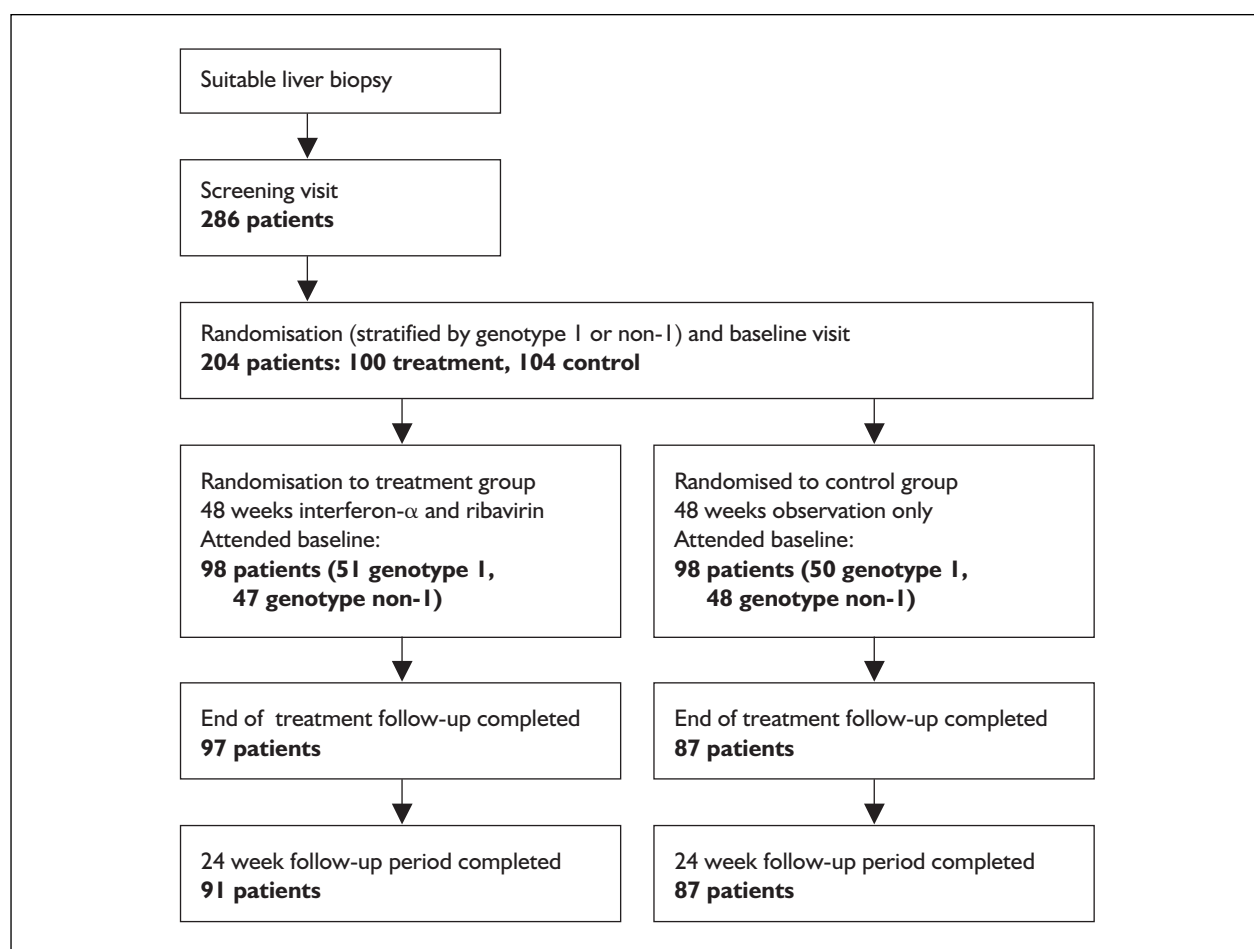 Suitable liver biopsy
Screening visit
286 patients
Randomisation (stratified by genotype 1 or non-1) and baseline visit
204 patients: 100 treatment, 104 control
Randomisation to treatment group
48 weeks interferon-α and ribavirin
Attended baseline:
98 patients (51 genotype 1,
47 genotype non-1)
Randomised to control group
48 weeks observation only
Attended baseline:
98 patients (50 genotype 1,
48 genotype non-1)
End of treatment follow-up completed
97 patients
End of treatment follow-up completed
87 patients
24 week follow-up period completed
91 patients
24 week follow-up period completed
87 patients